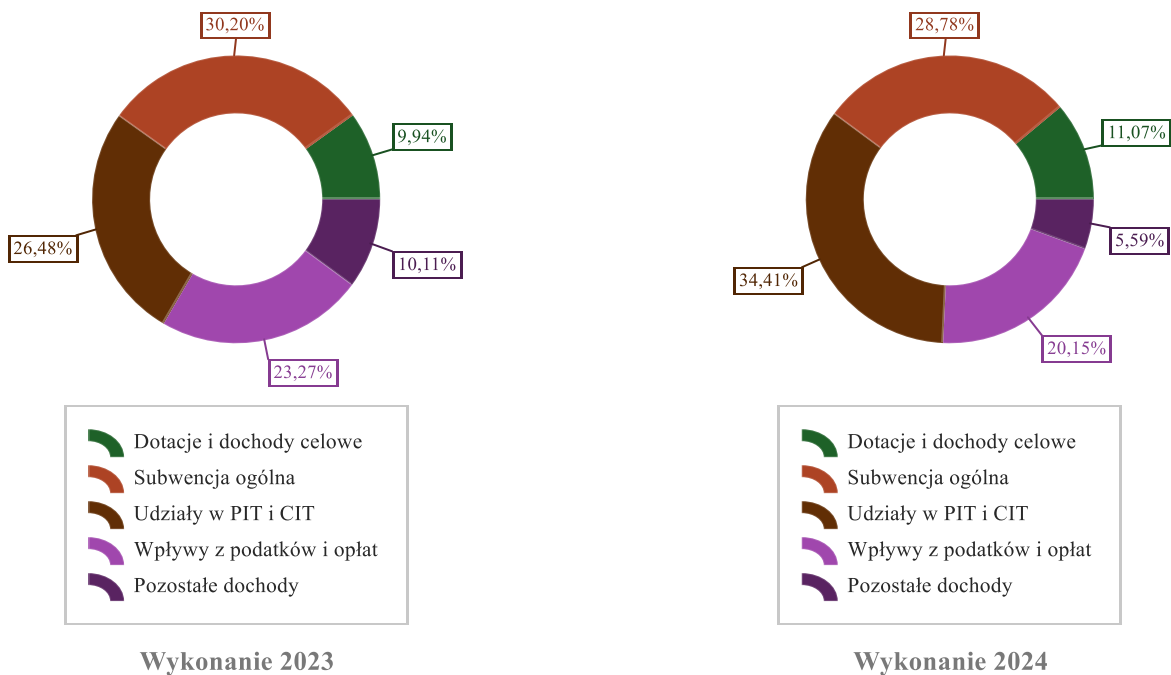 30,20%
9,94%
26,48%
10,11%
23,27%
Dotacje i dochody celowe
Subwencja ogólna
Udziały w PIT i CIT
Wpływy z podatków i opłat
Pozostałe dochody
Wykonanie 2023
28,78%
11,07%
5,59%
34,41%
20,15%
Dotacje i dochody celowe
Subwencja ogólna
Udziały w PIT i CIT
Wpływy z podatków i opłat
Pozostałe dochody
Wykonanie 2024